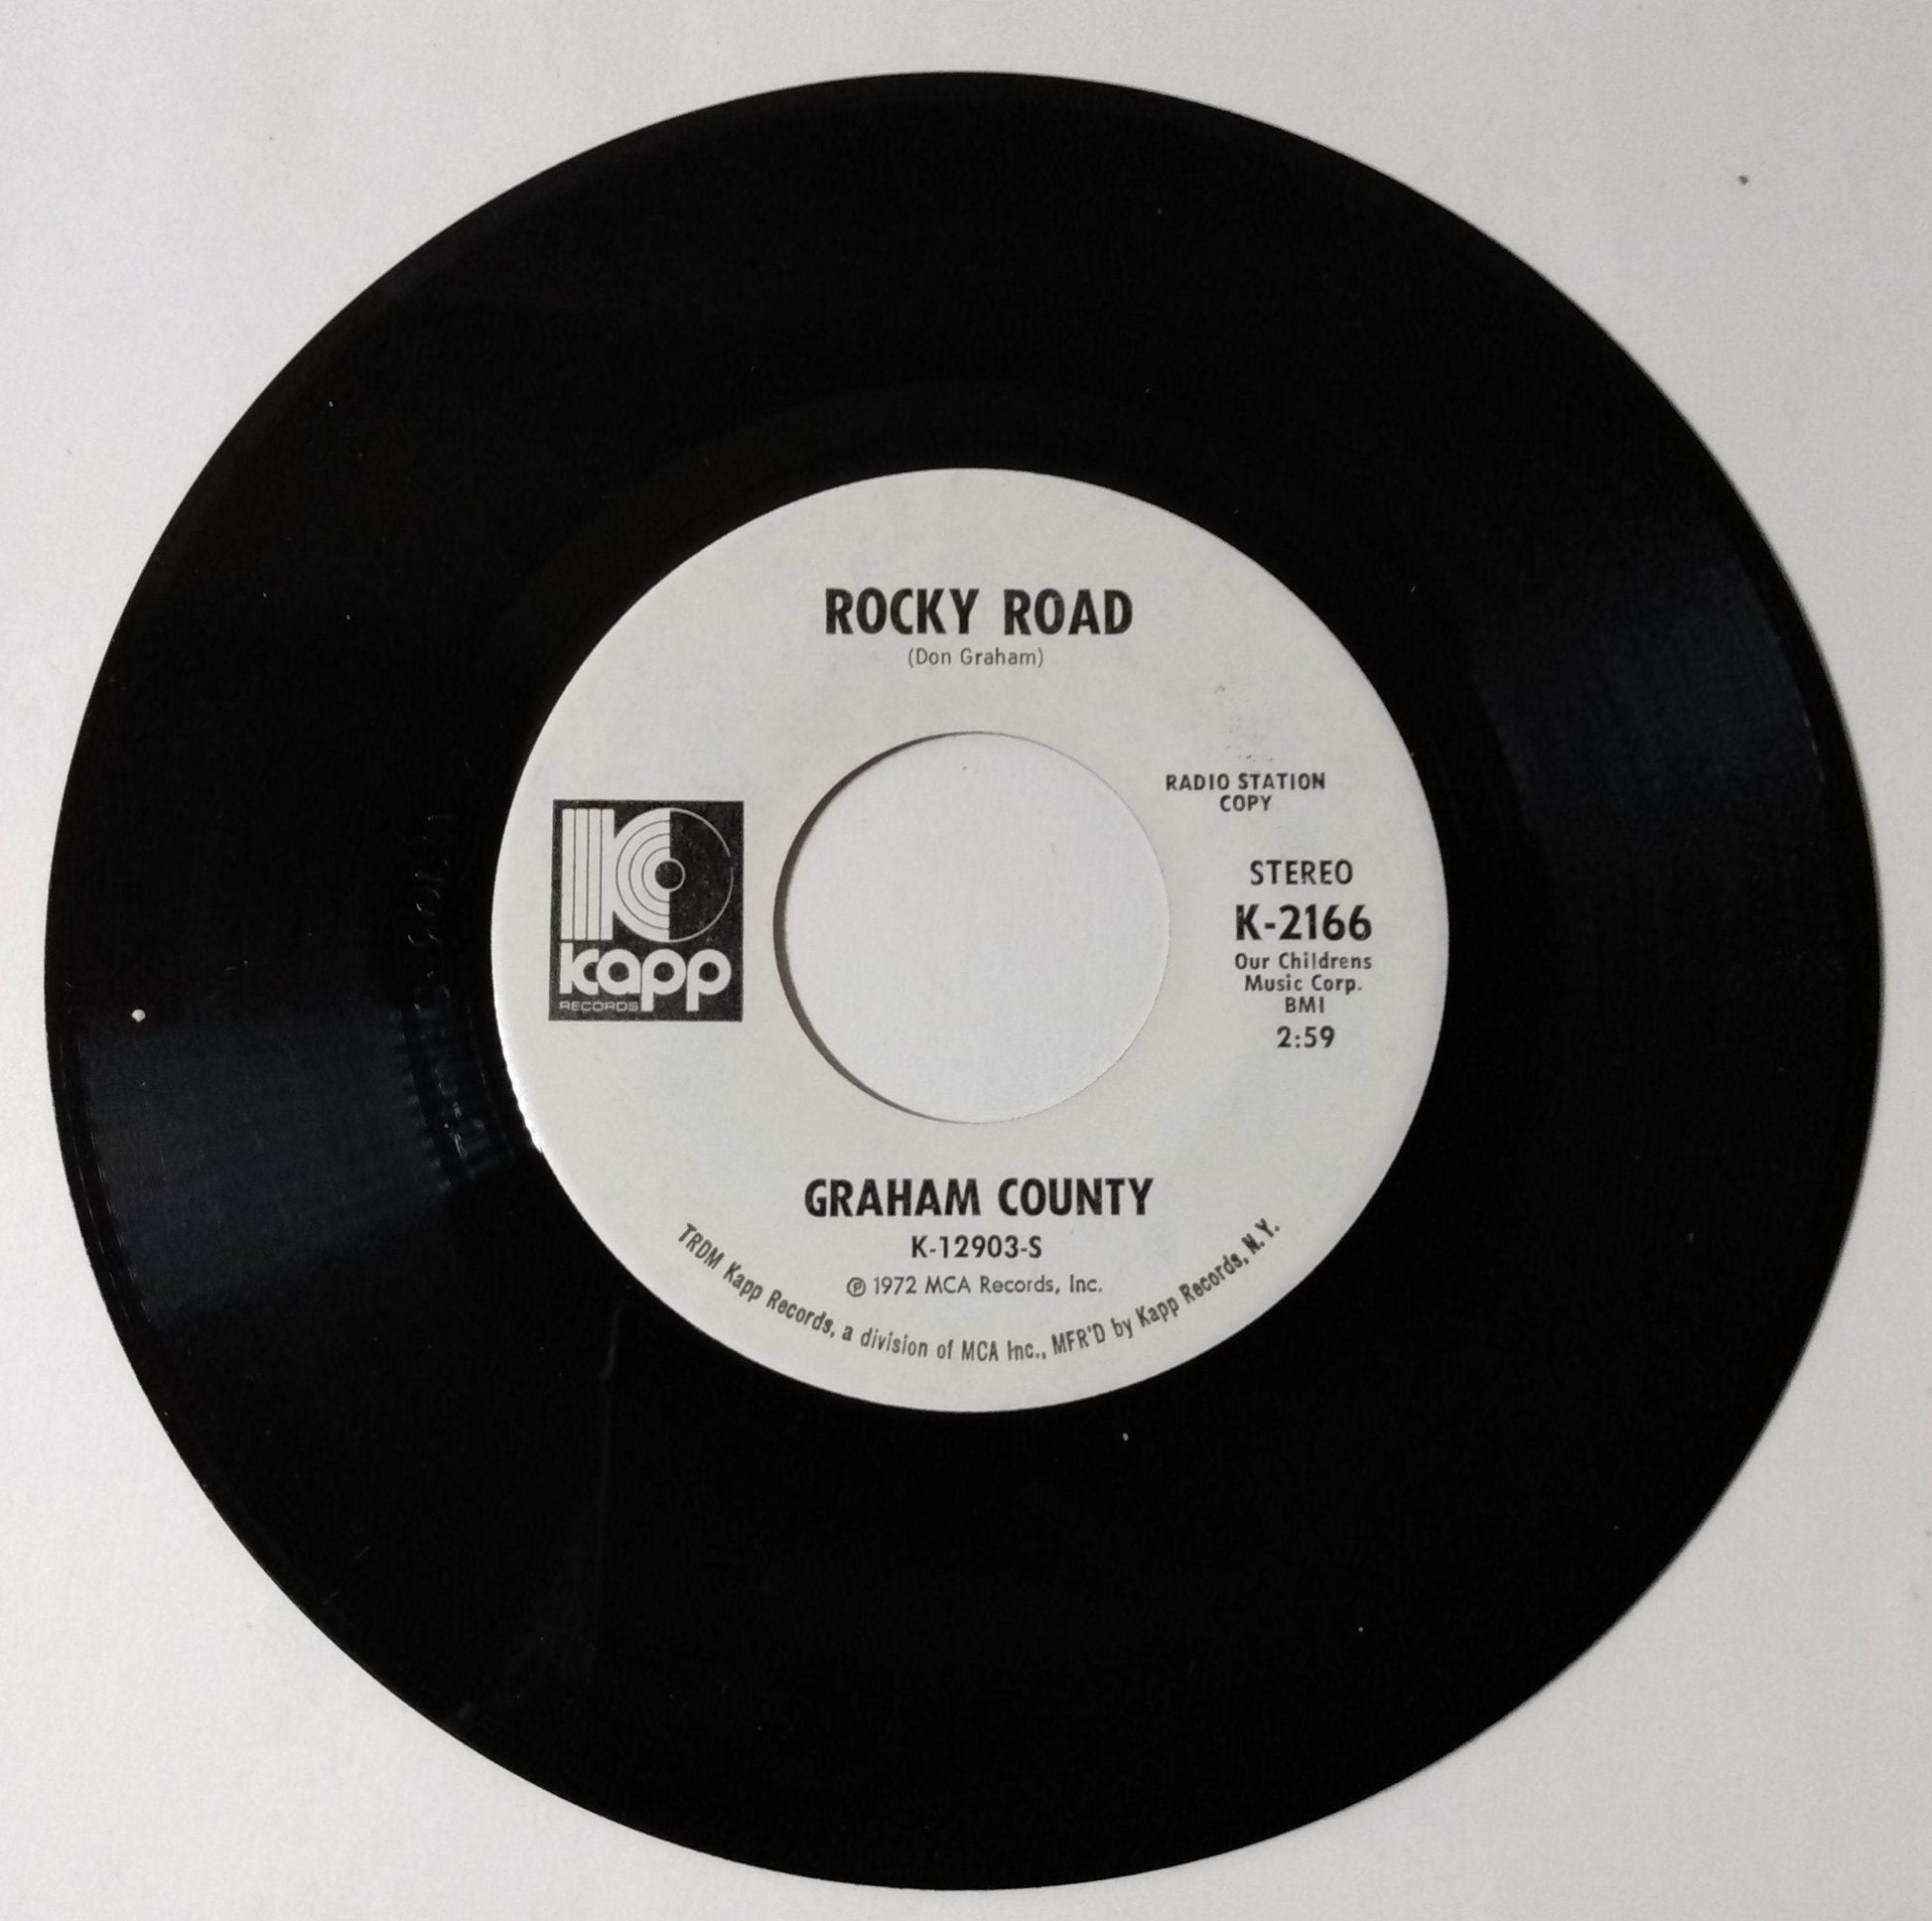 ROCKY ROAD
(Don Graham)
RADIO STATION
COPY
kapp
RECORDS
STEREO
K-2166
Our Childrens
Music Corp.
BMI
2:59
GRAHAM COUNTY
K-12903-S
℗ 1972 MCA Records, Inc.
TRDM Kapp Records, a division of MCA Inc., MFR'D by Kapp Records, N.Y.